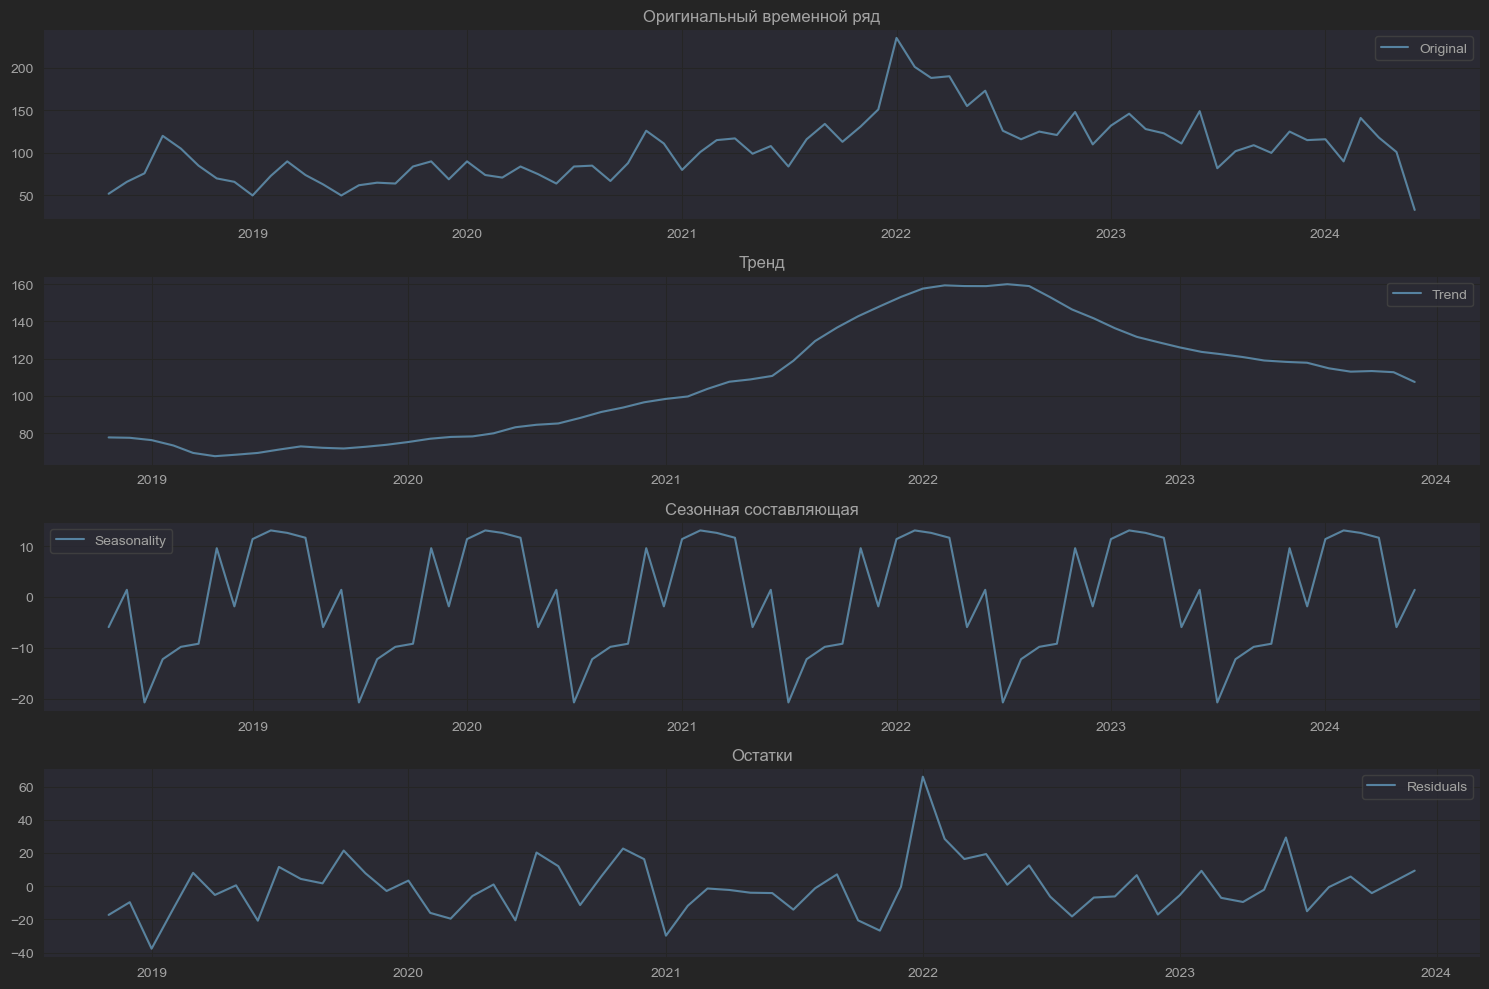 Оригинальный временной ряд
Original
200
150
100
50
2019 2020 2021 2022 2023 2024
Тренд
Trend
160
140
120
100
80
2019 2020 2021 2022 2023 2024
Сезонная составляющая
Seasonality
10
0
−10
−20
2019 2020 2021 2022 2023 2024
Остатки
Residuals
60
40
20
0
−20
−40
2019 2020 2021 2022 2023 2024